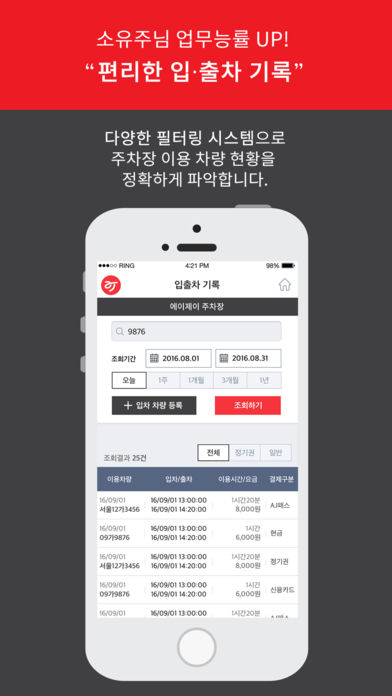 소유주님 업무능률 UP!
“편리한 입·출차 기록”
다양한 필터링 시스템으로
주차장 이용 차량 현황을
정확하게 파악합니다.
RING 4:21 PM 98%
입출차 기록
에이제이 주차장
9876
조회기간 2016.08.01 2016.08.31
오늘 1주 1개월 3개월 1년
+ 입차 차량 등록 조회하기
조회결과 25건 전체 정기권 일반
이용차량 입차/출차 이용시간/요금 결제구분
16/09/01 16/09/01 13:00:00 1시간20분
서울12가3456 16/09/01 14:20:00 8,000원 AJ패스
16/09/01 16/09/01 13:00:00 1시간
09가9876 16/09/01 14:20:00 6,000원 현금
16/09/01 16/09/01 13:00:00 1시간20분
서울12가3456 16/09/01 14:20:00 8,000원 정기권
16/09/01 16/09/01 13:00:00 1시간
09가9876 16/09/01 14:20:00 6,000원 신용카드
16/09/01 16/09/01 13:00:00 1시간20분